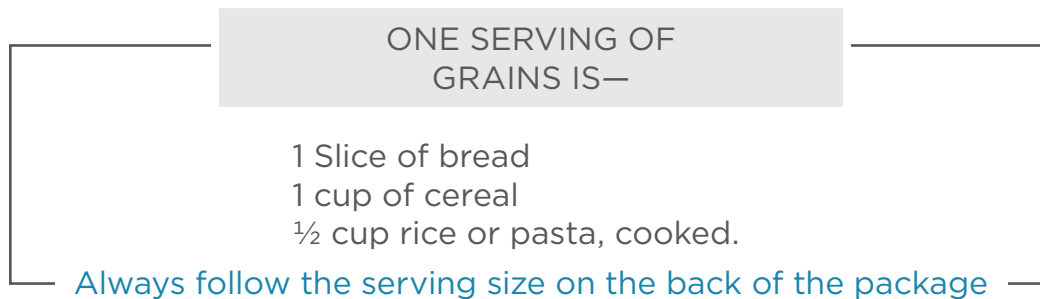 ONE SERVING OF
GRAINS IS—
1 Slice of bread
1 cup of cereal
½ cup rice or pasta, cooked.
Always follow the serving size on the back of the package